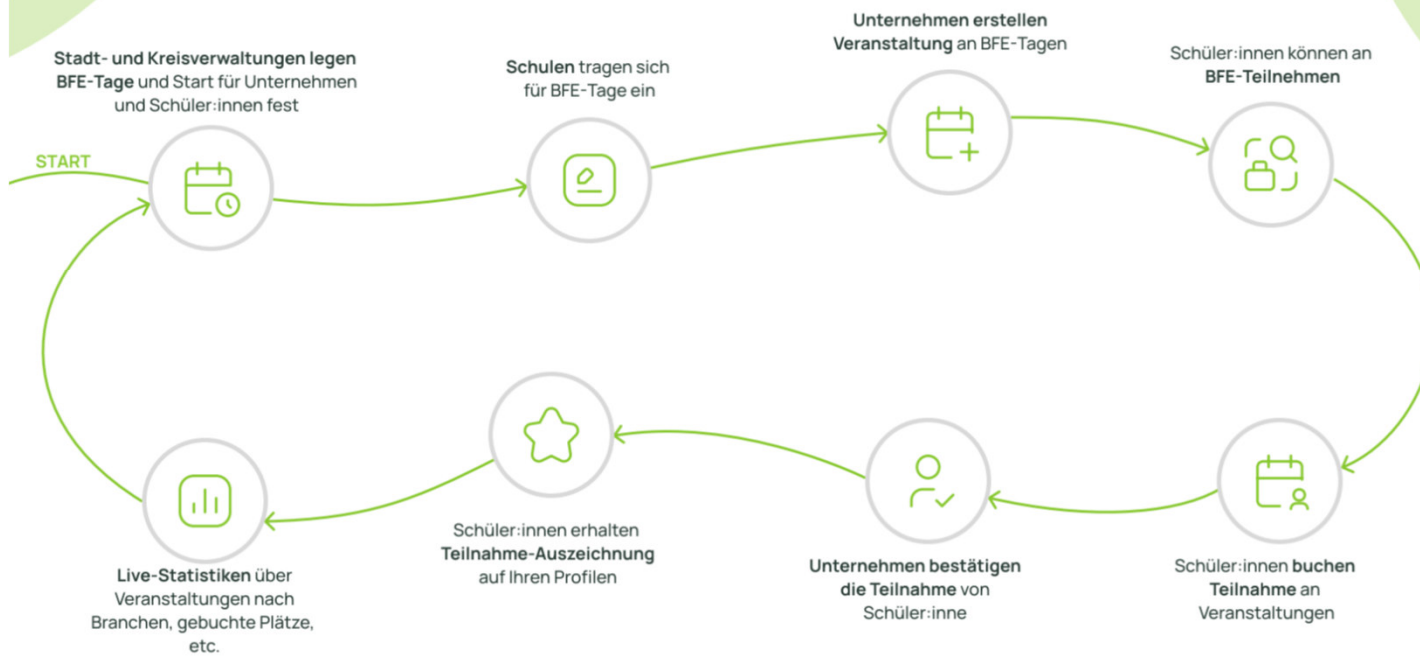 START
Stadt- und Kreisverwaltungen legen
BFE-Tage und Start für Unternehmen
und Schüler:innen fest
Schulen tragen sich
für BFE-Tage ein
Unternehmen erstellen
Veranstaltung an BFE-Tagen
Schüler:innen können an
BFE-Teilnehmen
Schüler:innen buchen
Teilnahme an
Veranstaltungen
Unternehmen bestätigen
die Teilnahme von
Schüler:inne
Schüler:innen erhalten
Teilnahme-Auszeichnung
auf Ihren Profilen
Live-Statistiken über
Veranstaltungen nach
Branchen, gebuchte Plätze,
etc.